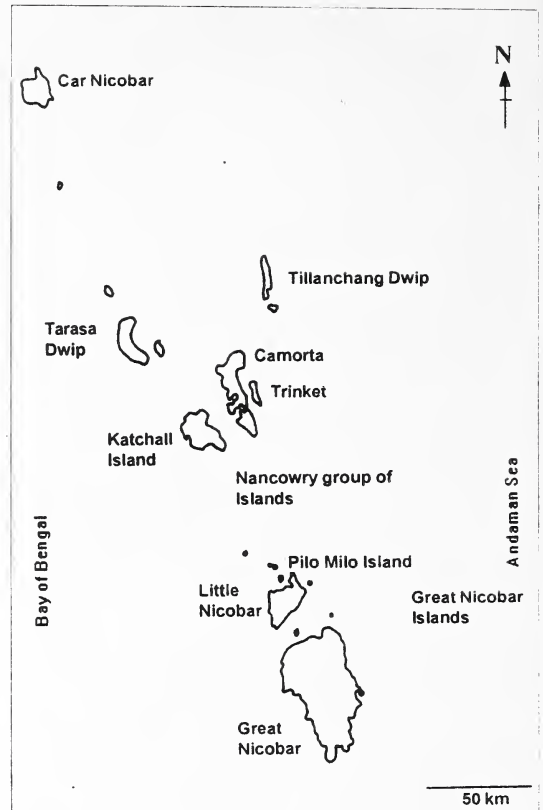 N
Car Nicobar
Tillanchang Dwip
Tarasa
Dwip
Camorta
Trinket
Katchall
Island
Nancowry group of
Islands
Bay of Bengal
Andaman Sea
Pilo Milo Island
Little
Nicobar
Great Nicobar
Islands
Great
Nicobar
50 km